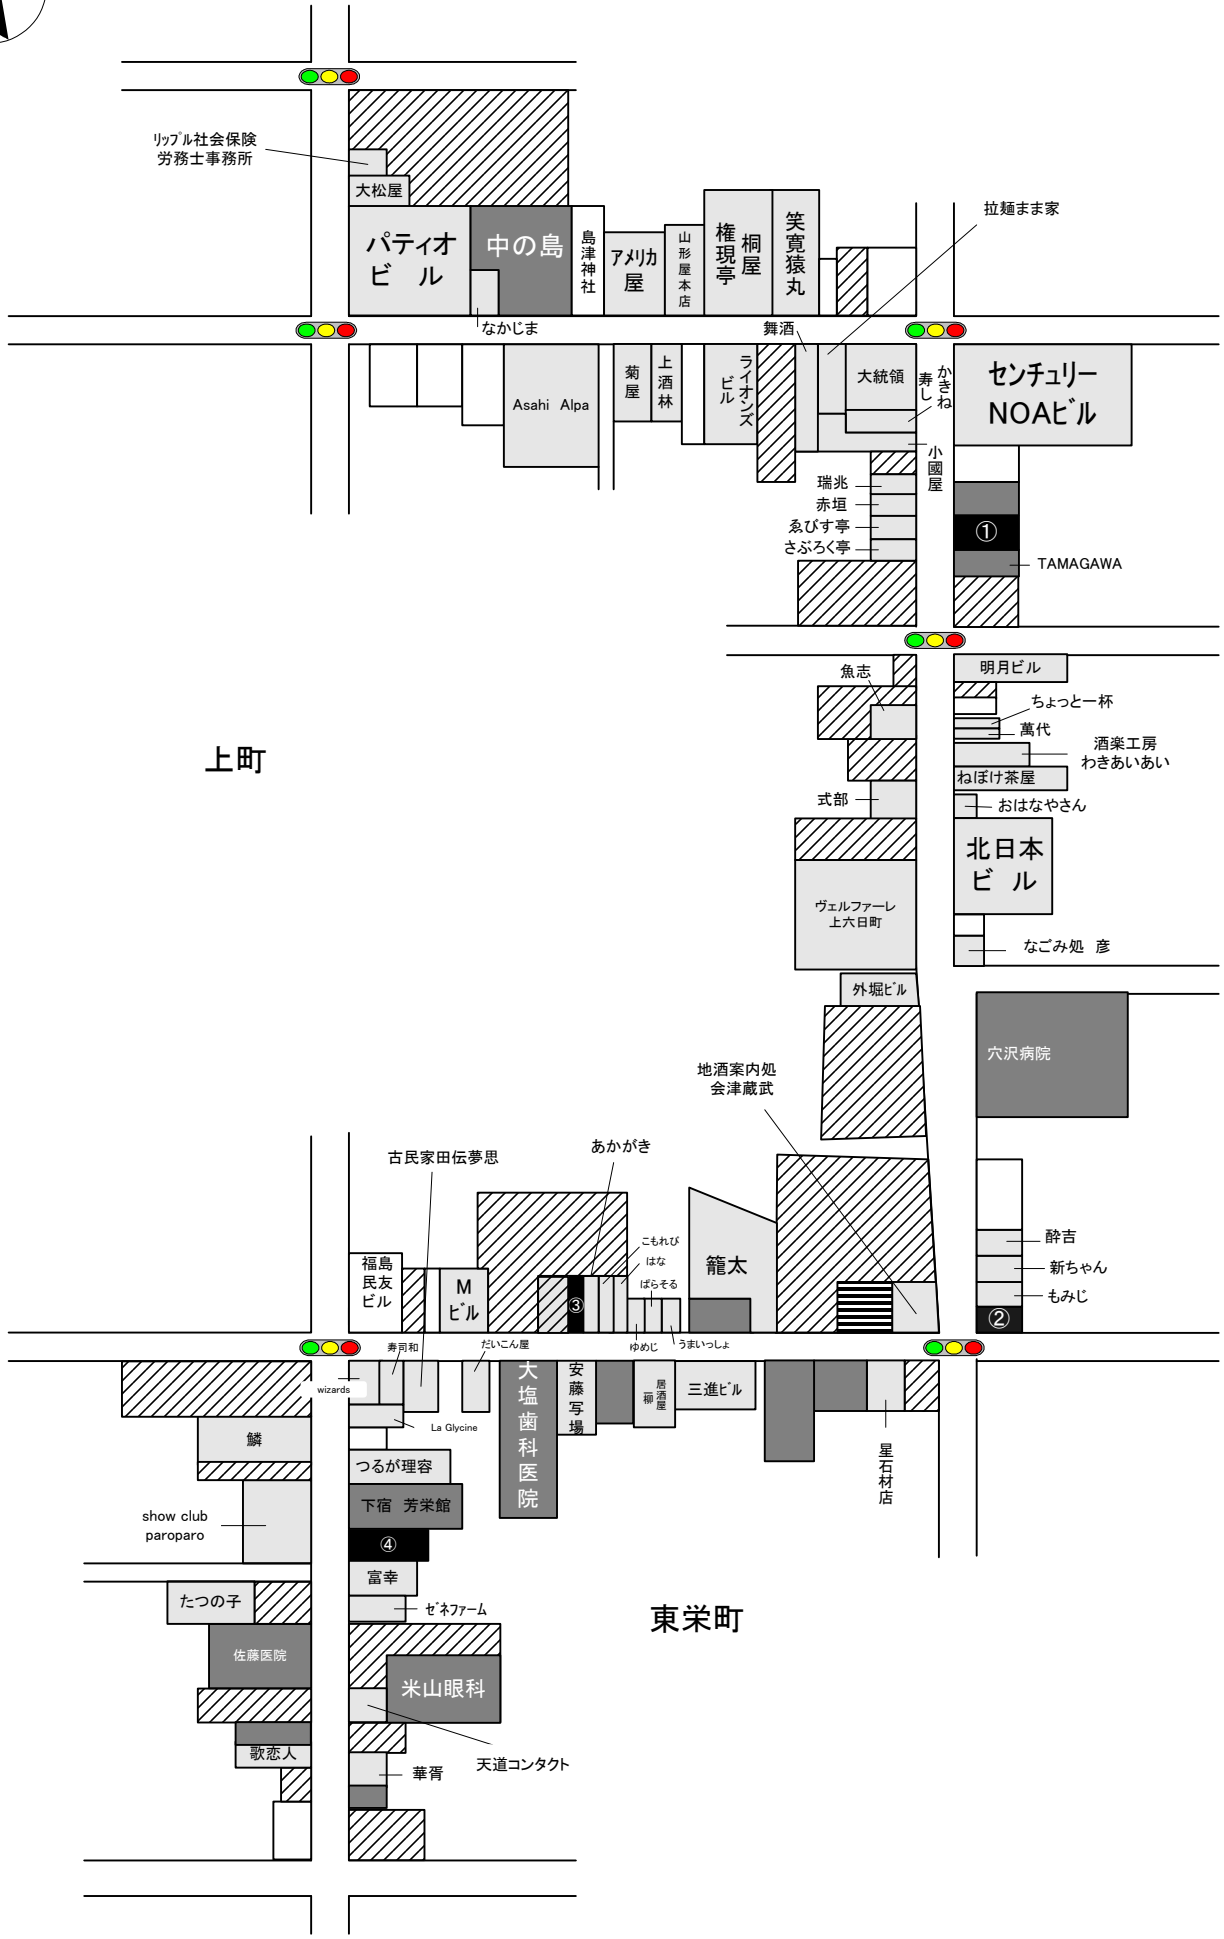 リップル社会保険
労務士事務所
大松屋
パティオ
ビル
中の島
なかじま
島津神社
アメリカ
屋
山形屋本店
権現亭
桐屋
笑寛猿丸
拉麺まま家
舞酒
Asahi Alpa
菊屋
上酒林
ライオンズ
ビル
大統領
かきね
寿し
センチュリー
NOAビル
小國屋
瑞兆
赤垣
ゑびす亭
さぶろく亭
①
TAMAGAWA
明月ビル
魚志
ちょっと一杯
萬代
酒楽工房
わきあいあい
ねぼけ茶屋
式部
おはなやさん
上町
北日本
ビル
ヴェルファーレ
上六日町
なごみ処 彦
外堀ビル
穴沢病院
地酒案内処
会津蔵武
古民家田伝夢思
あかがき
こもれび
はな
ぱらそる
籠太
福島
民友
ビル
M
ビル
③
酔吉
新ちゃん
もみじ
②
寿司和
だいこん屋
ゆめじ
うまいっしょ
wizards
La Glycine
大塩歯科医院
安藤写場
居酒屋
一柳
三進ビル
星石材店
鱗
つるが理容
下宿 芳栄館
show club
paroparo
④
富幸
たつの子
ゼネファーム
東栄町
佐藤医院
米山眼科
歌恋人
天道コンタクト
華胥